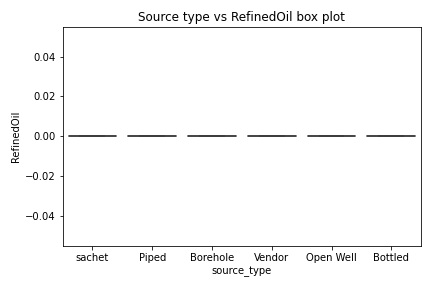 Source type vs RefinedOil box plot
0.04
0.02
0.00
−0.02
−0.04
RefinedOil
sachet Piped Borehole Vendor Open Well Bottled
source_type